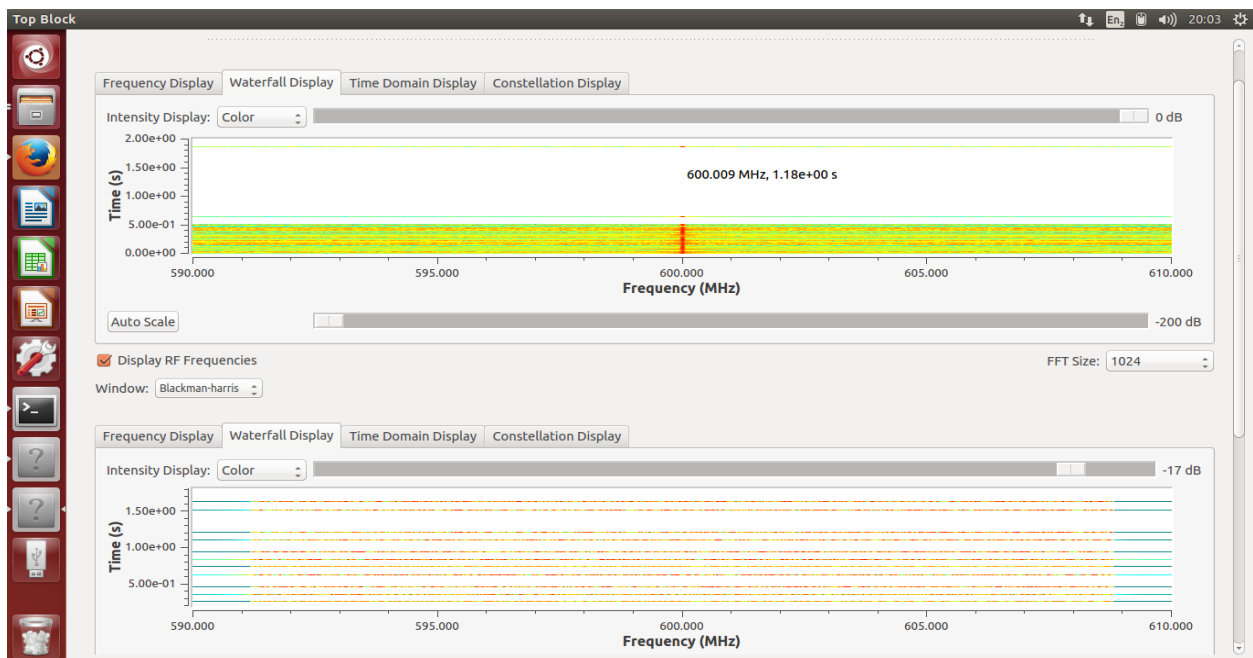 Top Block En₂ 20:03
Frequency Display Waterfall Display Time Domain Display Constellation Display
Intensity Display: Color 0 dB
2.00e+00
1.50e+00
600.009 MHz, 1.18e+00 s
1.00e+00
5.00e-01
0.00e+00
Time (s)
590.000 595.000 600.000 605.000 610.000
Frequency (MHz)
Auto Scale -200 dB
Display RF Frequencies FFT Size: 1024
Window: Blackman-harris
Frequency Display Waterfall Display Time Domain Display Constellation Display
Intensity Display: Color -17 dB
1.50e+00
1.00e+00
5.00e-01
Time (s)
590.000 595.000 600.000 605.000 610.000
Frequency (MHz)